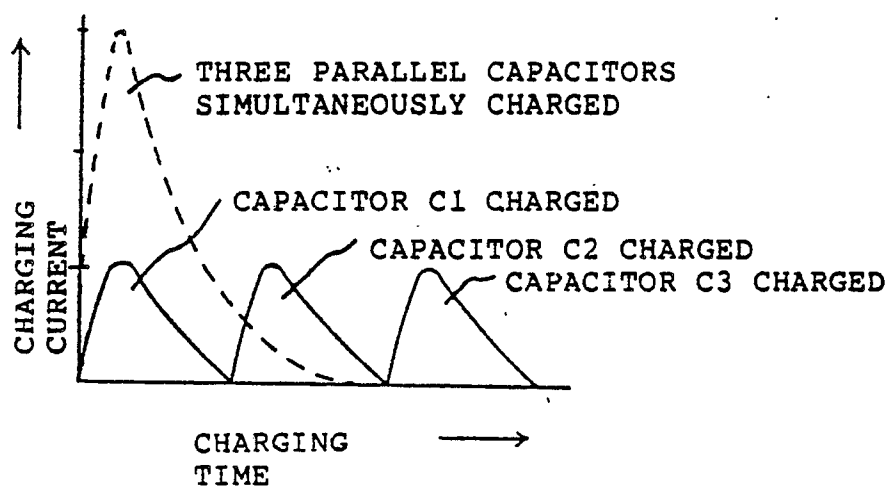 THREE PARALLEL CAPACITORS
SIMULTANEOUSLY CHARGED
CAPACITOR C1 CHARGED
CAPACITOR C2 CHARGED
CAPACITOR C3 CHARGED
CHARGING
CURRENT
CHARGING
TIME